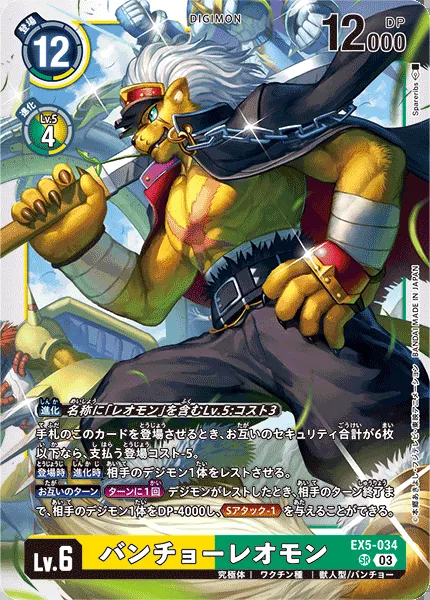 登場
DIGIMON
DP
12
12000
進化
Lv.5
4
Spareribs
進化 名称に「レオモン」を含むLv.5:コスト3
手札のこのカードを登場させるとき、お互いのセキュリティ合計が6枚
以下なら、支払う登場コスト-5。
登場時 進化時 相手のデジモン1体をレストさせる。
お互いのターン ターンに1回 デジモンがレストしたとき、相手のターン終了ま
で、相手のデジモン1体をDP-4000し、Sアタック-1 を与えることができる。
©本郷あきよし・フジテレビ・東映アニメーション BANDAI MADE IN JAPAN
Lv.6
バンチョーレオモン
EX5-034
SR 03
究極体 | ワクチン種 | 獣人型/バンチョー